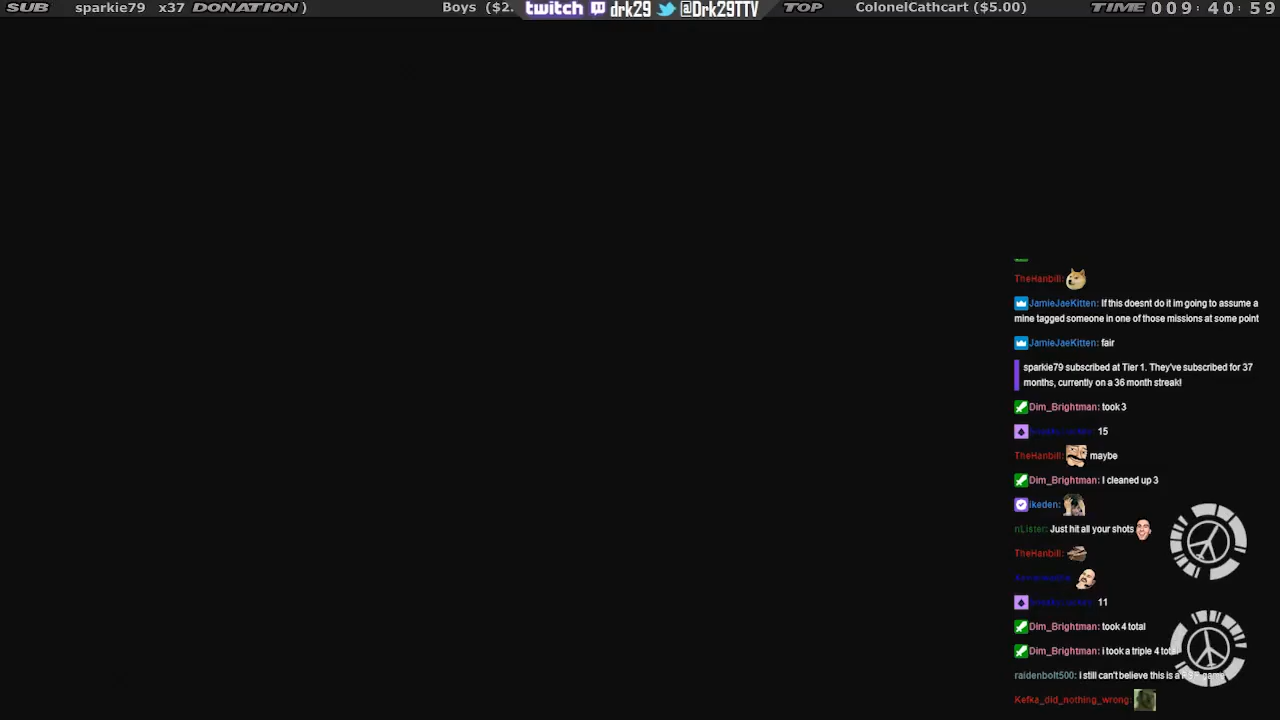 SUB sparkie79 x37 DONATION ) Boys ($2. twitch drk29 @Drk29TTV TOP ColonelCathcart ($5.00) TIME 009:40:59
TheHanbill:
JamieJaeKitten: If this doesnt do it im going to assume a
mine tagged someone in one of those missions at some point
JamieJaeKitten: fair
sparkie79 subscribed at Tier 1. They've subscribed for 37
months, currently on a 36 month streak!
Dim_Brightman: took 3
15
TheHanbill: maybe
Dim_Brightman: I cleaned up 3
ikeden:
nLister: Just hit all your shots
TheHanbill:
11
Dim_Brightman: took 4 total
Dim_Brightman: i took a triple 4 total
raidenbolt500: i still can't believe this is a game
Kefka_did_nothing_wrong: